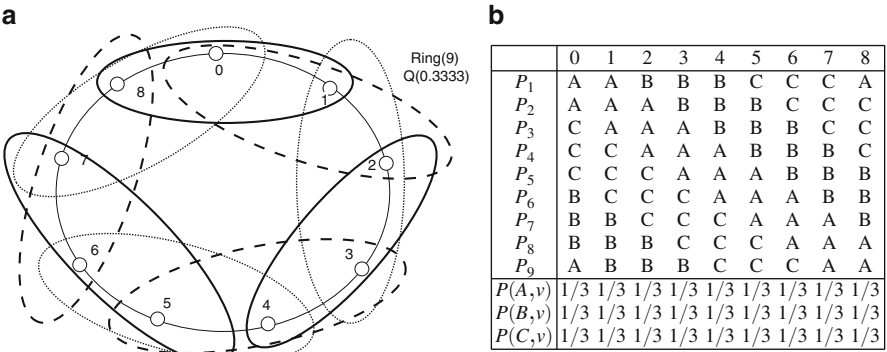 a
b
Ring(9)
Q(0.3333)
0
1
2
3
4
5
6
7
8
0 1 2 3 4 5 6 7 8
P1 A A B B B C C C A
P2 A A A B B B C C C
P3 C A A A B B B C C
P4 C C A A A B B B C
P5 C C C A A A B B B
P6 B C C C A A A B B
P7 B B C C C A A A B
P8 B B B C C C A A A
P9 A B B B C C C A A
P(A,v) 1/3 1/3 1/3 1/3 1/3 1/3 1/3 1/3 1/3
P(B,v) 1/3 1/3 1/3 1/3 1/3 1/3 1/3 1/3 1/3
P(C,v) 1/3 1/3 1/3 1/3 1/3 1/3 1/3 1/3 1/3